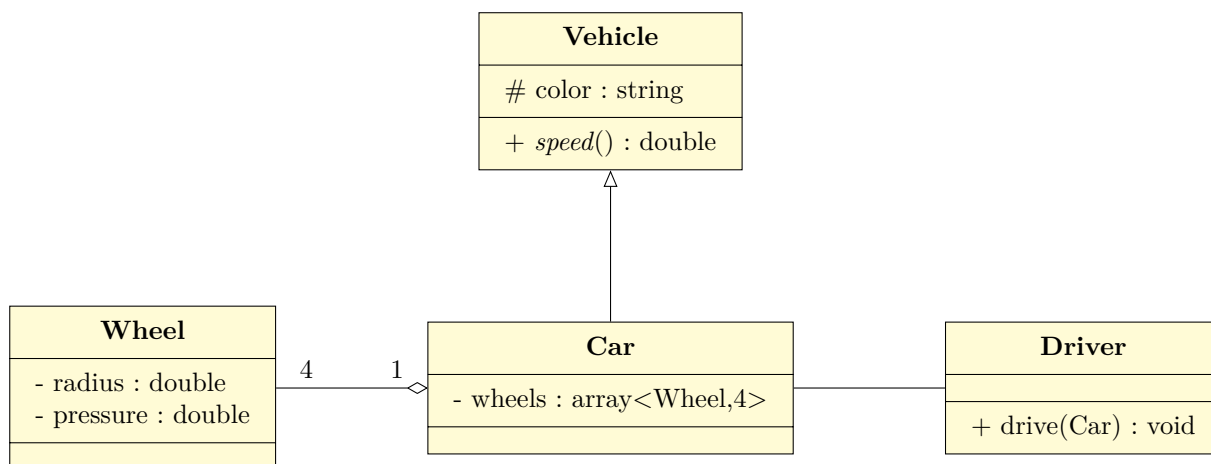 Vehicle
# color : string
+ speed() : double
Wheel
- radius : double
- pressure : double
4
1
Car
- wheels : array<Wheel,4>
Driver
+ drive(Car) : void